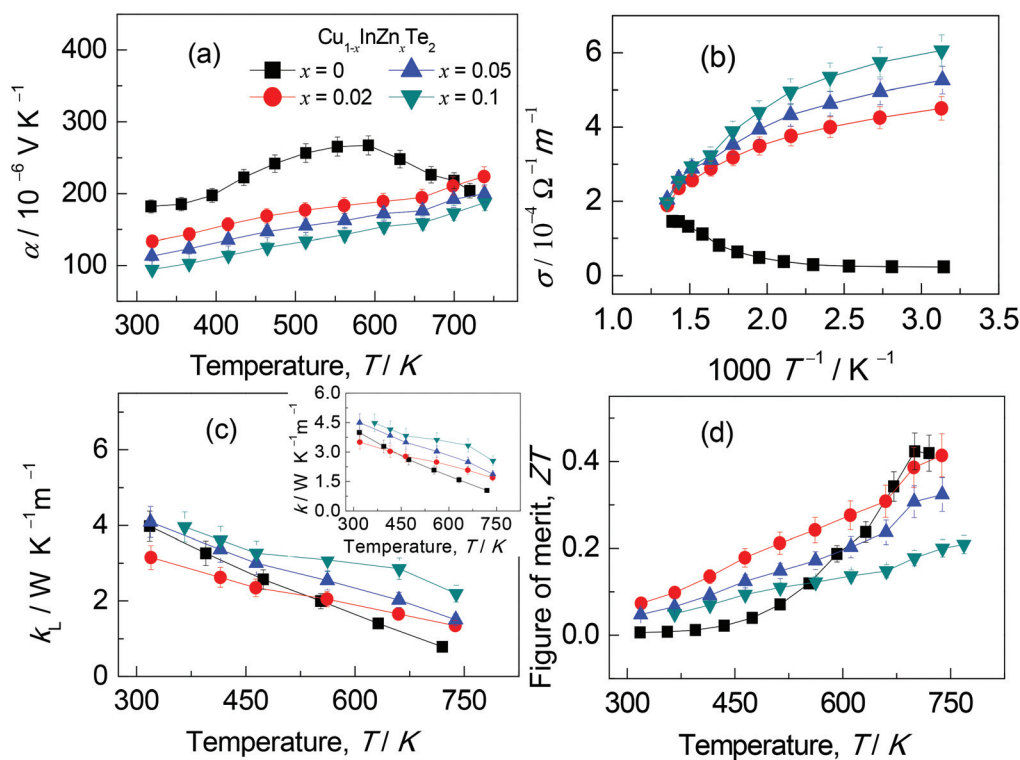 (a)
Cu1-xInZnxTe2
x = 0
x = 0.05
x = 0.02
x = 0.1
400
300
200
100
α / 10−6 V K−1
300 400 500 600 700
Temperature, T / K
(b)
6
4
2
0
σ / 10−4 Ω−1 m−1
1.0 1.5 2.0 2.5 3.0 3.5
1000 T−1 / K−1
(c)
6
4
2
0
kL / W K−1m−1
300 450 600 750
Temperature, T / K
6.0
4.5
3.0
1.5
0.0
k / W K−1m−1
300 450 600 750
Temperature, T / K
(d)
0.4
0.2
0.0
Figure of merit, ZT
300 450 600 750
Temperature, T / K